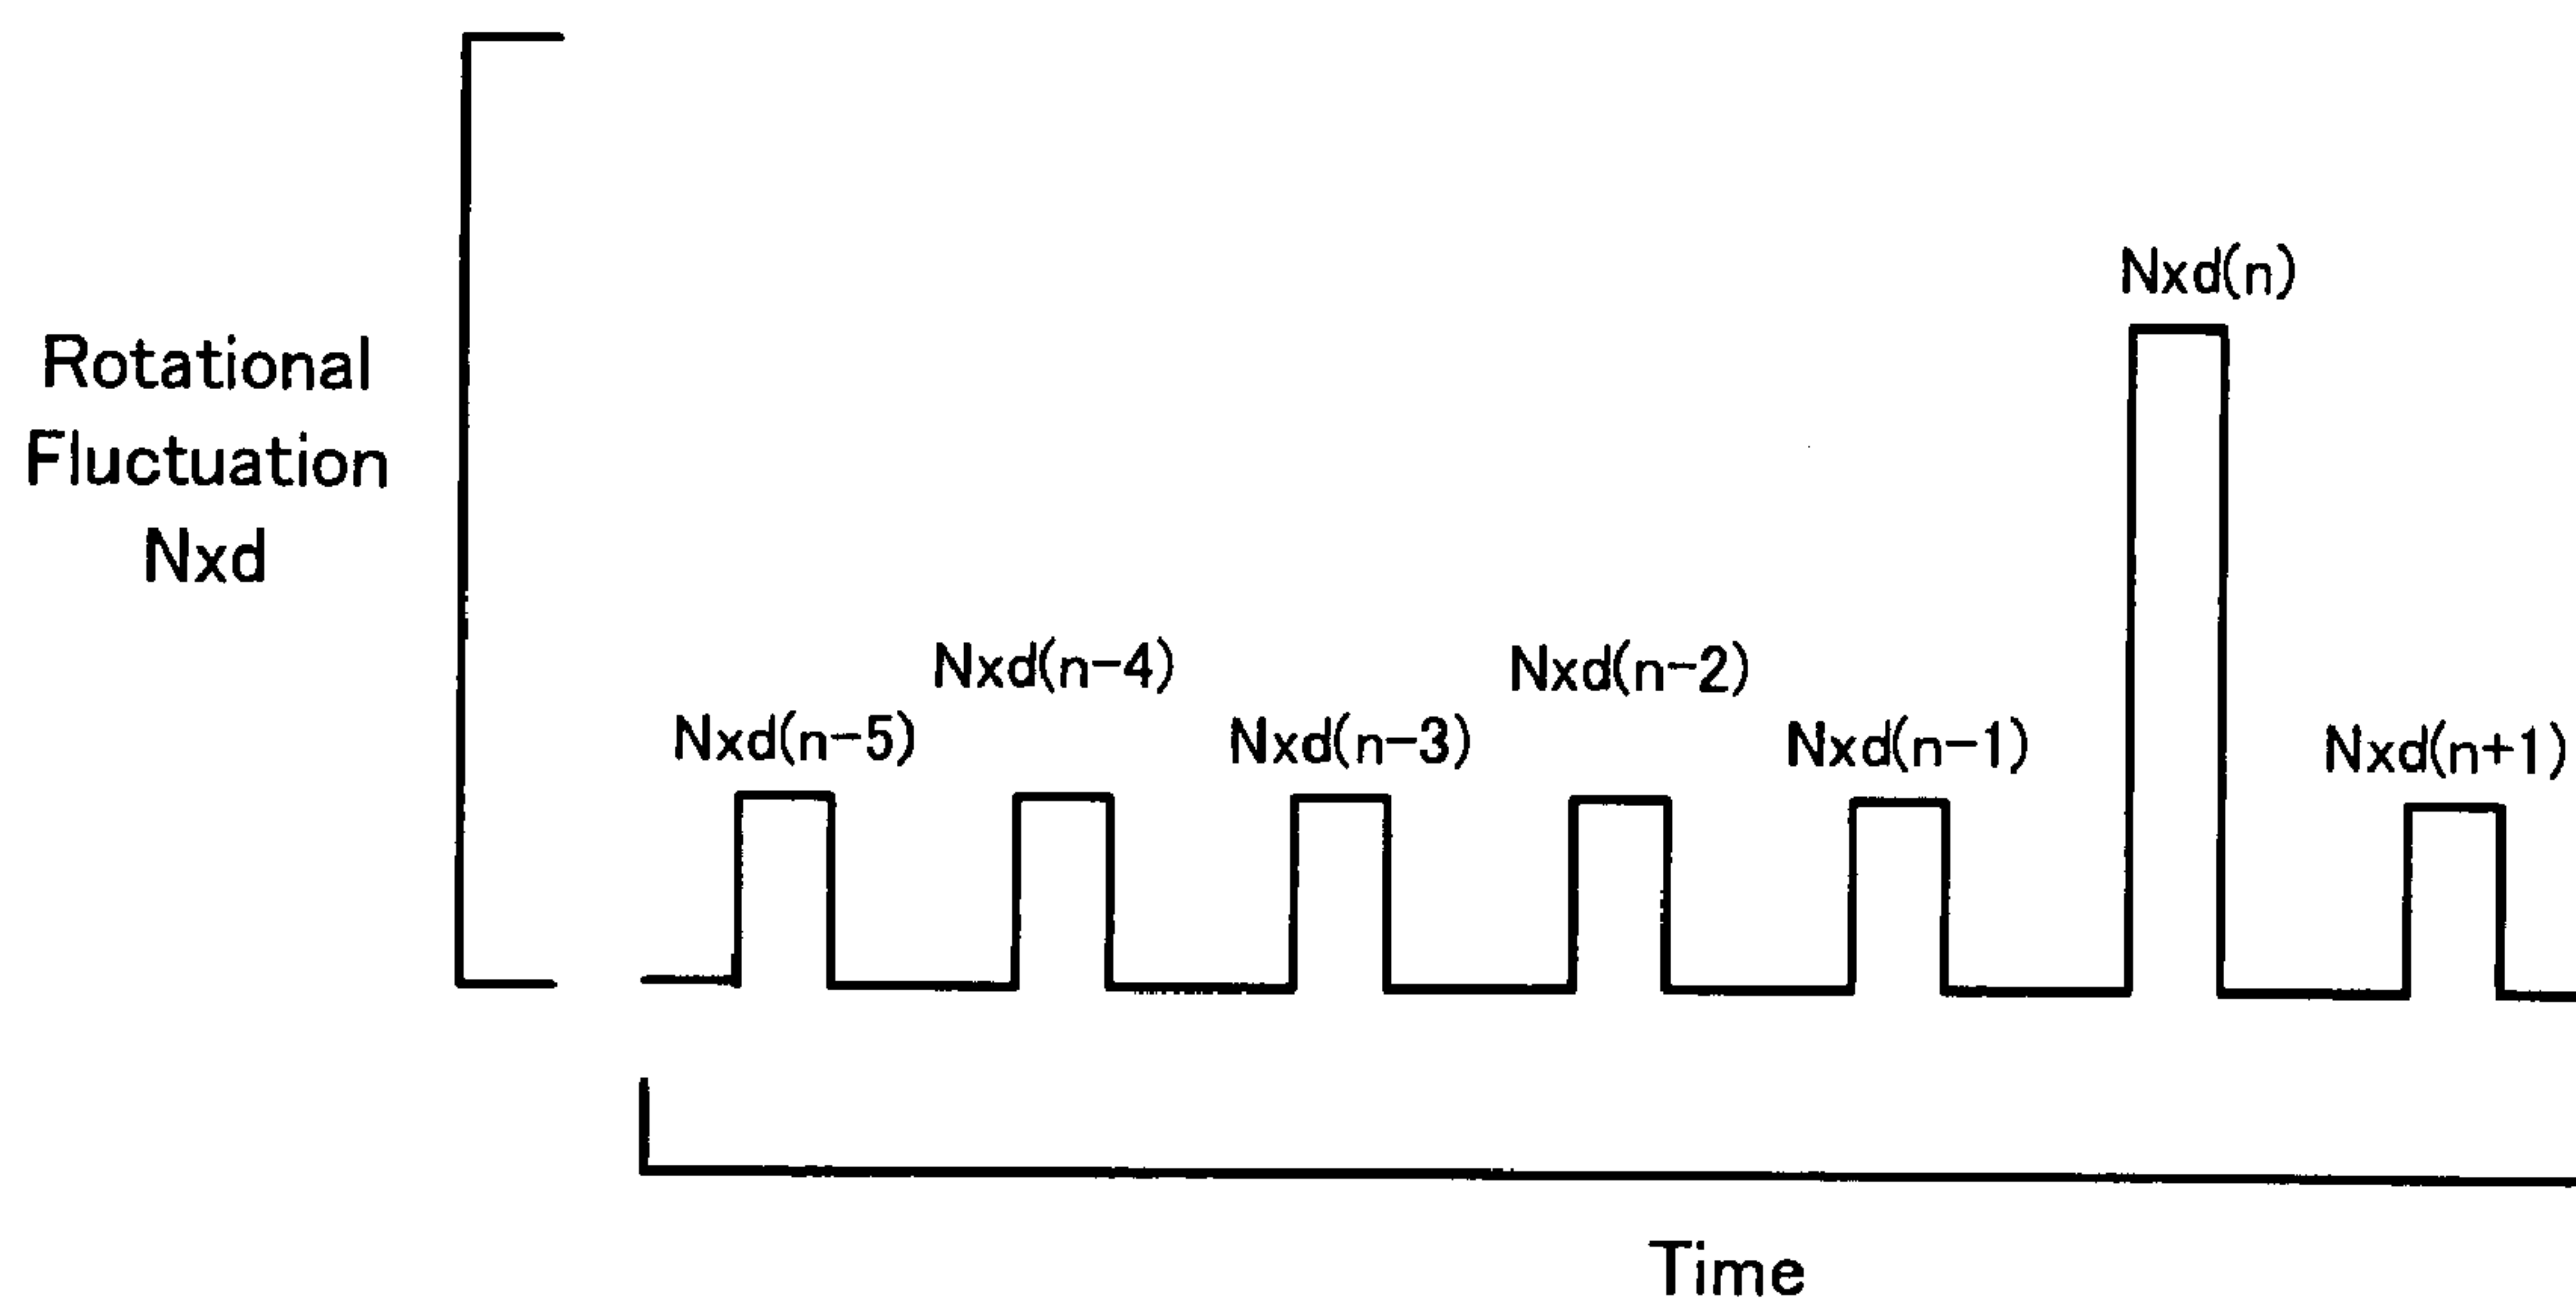 Rotational
Fluctuation
Nxd
Nxd(n-5)
Nxd(n-4)
Nxd(n-3)
Nxd(n-2)
Nxd(n-1)
Nxd(n)
Nxd(n+1)
Time